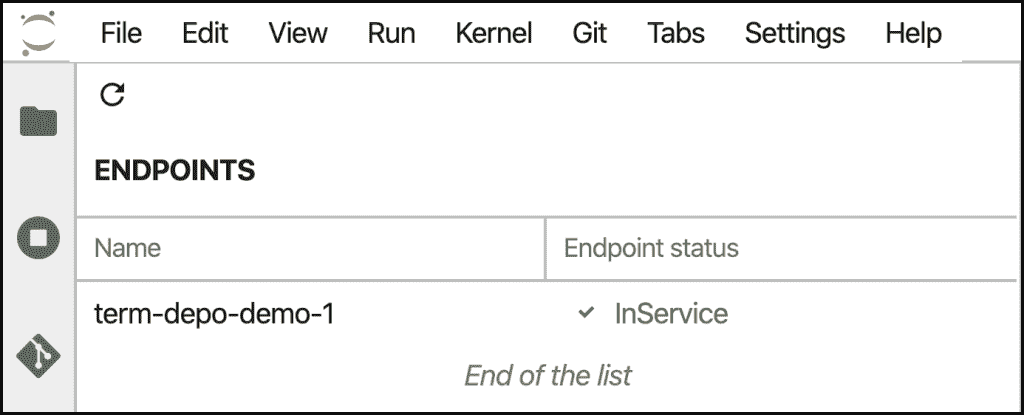 File Edit View Run Kernel Git Tabs Settings Help
ENDPOINTS
Name Endpoint status
term-depo-demo-1 InService
End of the list